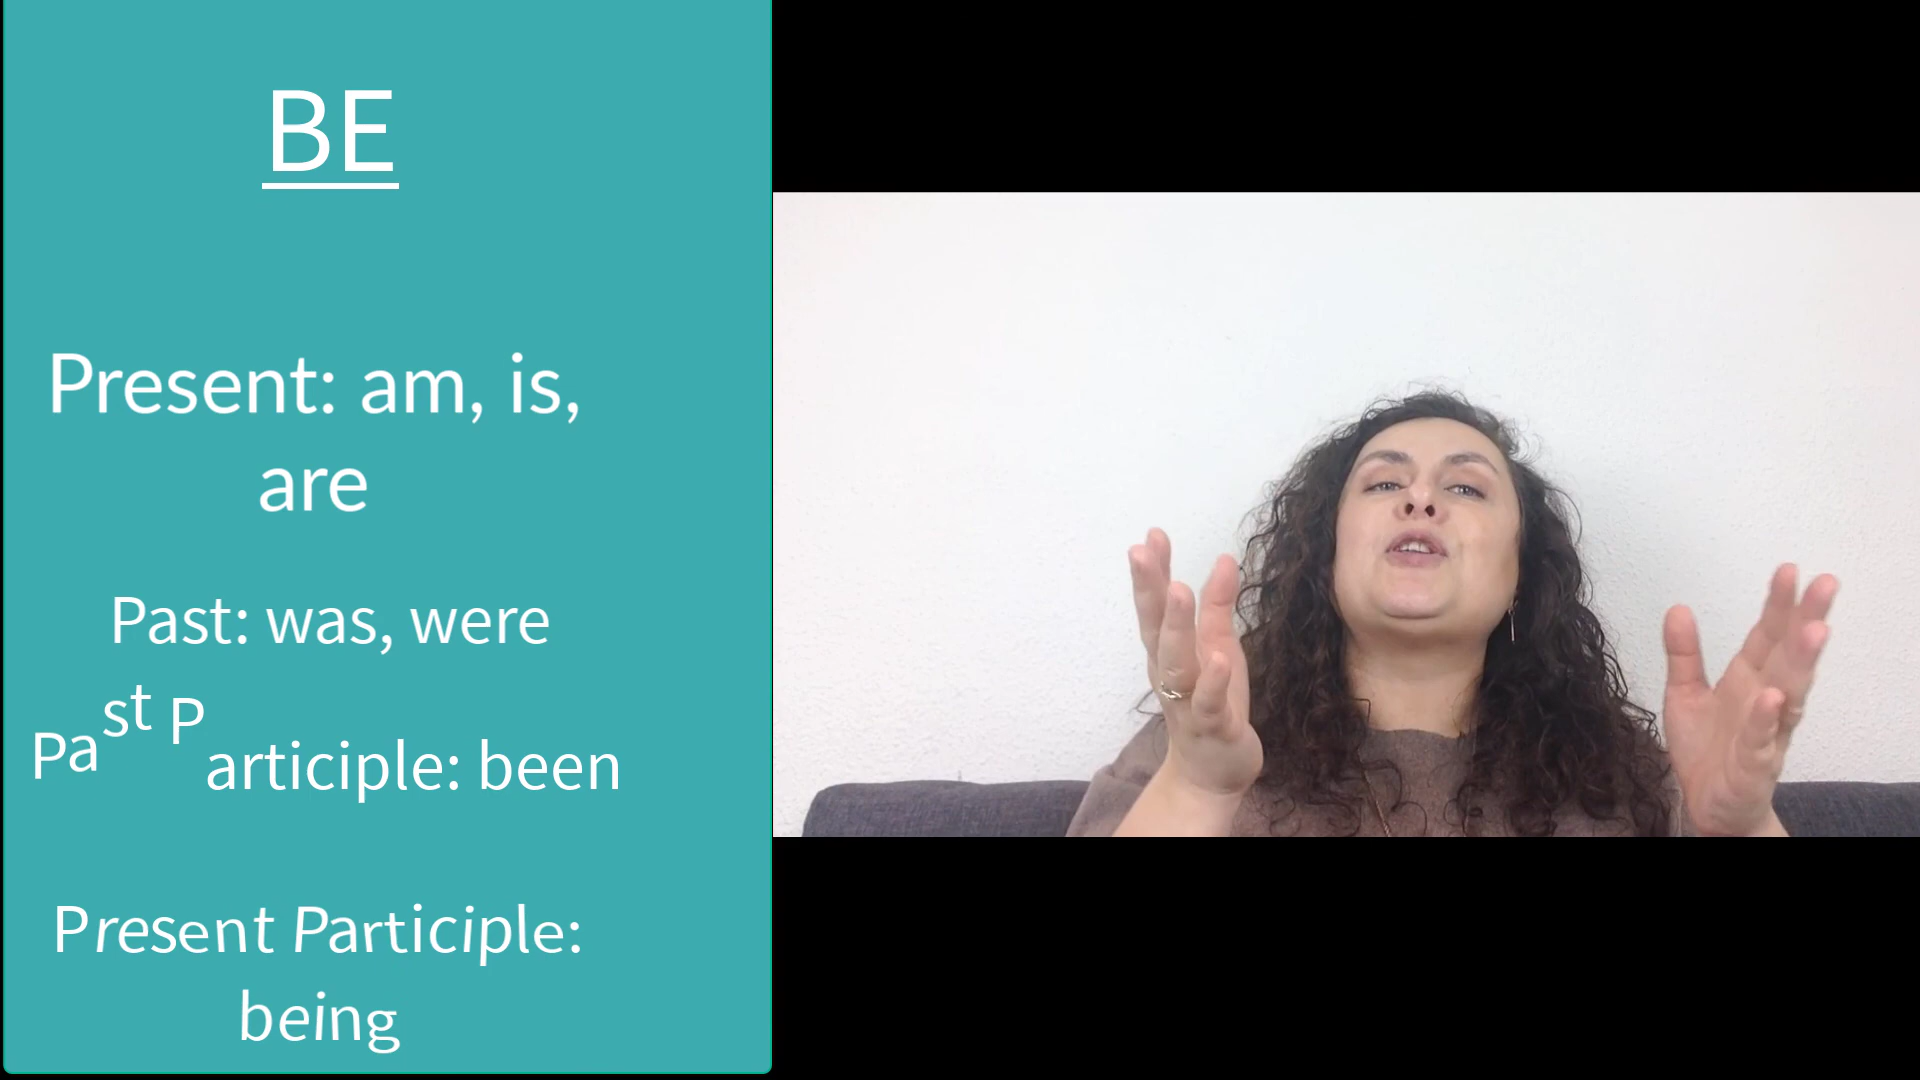 BE
Present: am, is,
are
Past: was, were
Past Participle: been
Present Participle:
being